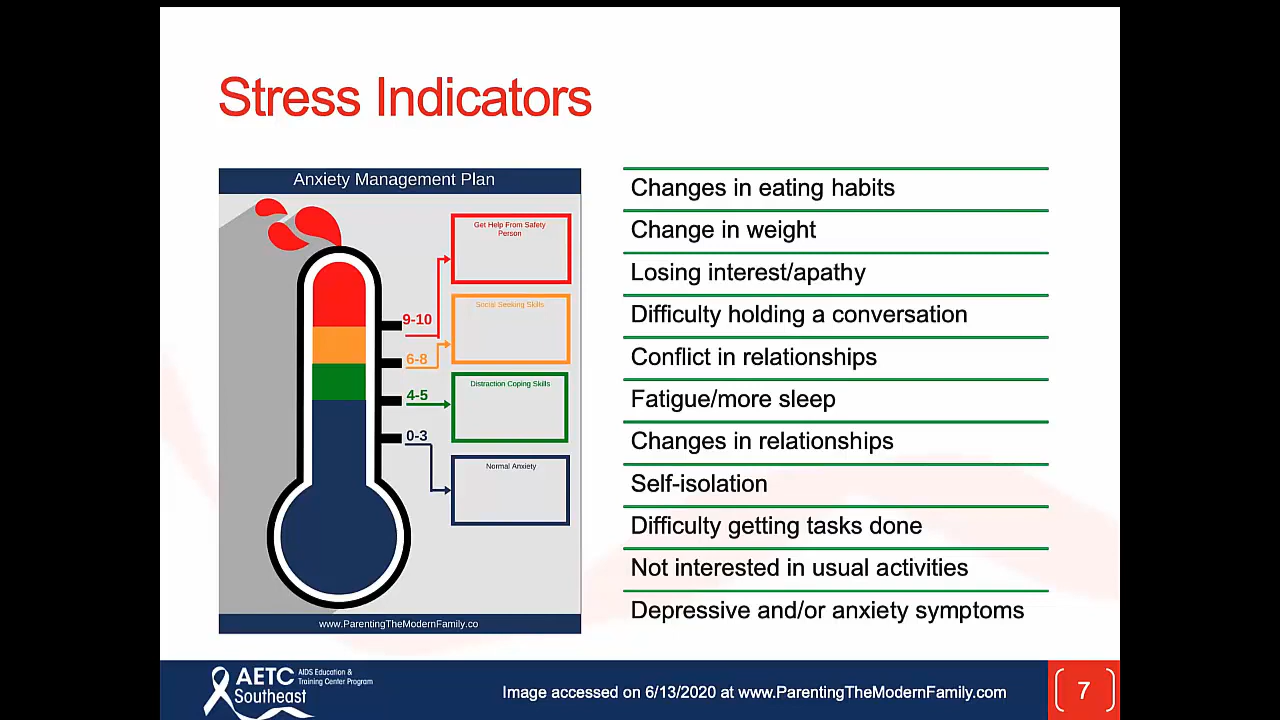 Stress Indicators
Anxiety Management Plan
Get Help From Safety
Person
9-10
Social Seeking Skills
6-8
Distraction Coping Skills
4-5
0-3
Normal Anxiety
www.ParentingTheModernFamily.co
Changes in eating habits
Change in weight
Losing interest/apathy
Difficulty holding a conversation
Conflict in relationships
Fatigue/more sleep
Changes in relationships
Self-isolation
Difficulty getting tasks done
Not interested in usual activities
Depressive and/or anxiety symptoms
AETC AIDS Education &
Training Center Program
Southeast
Image accessed on 6/13/2020 at www.ParentingTheModernFamily.com
7